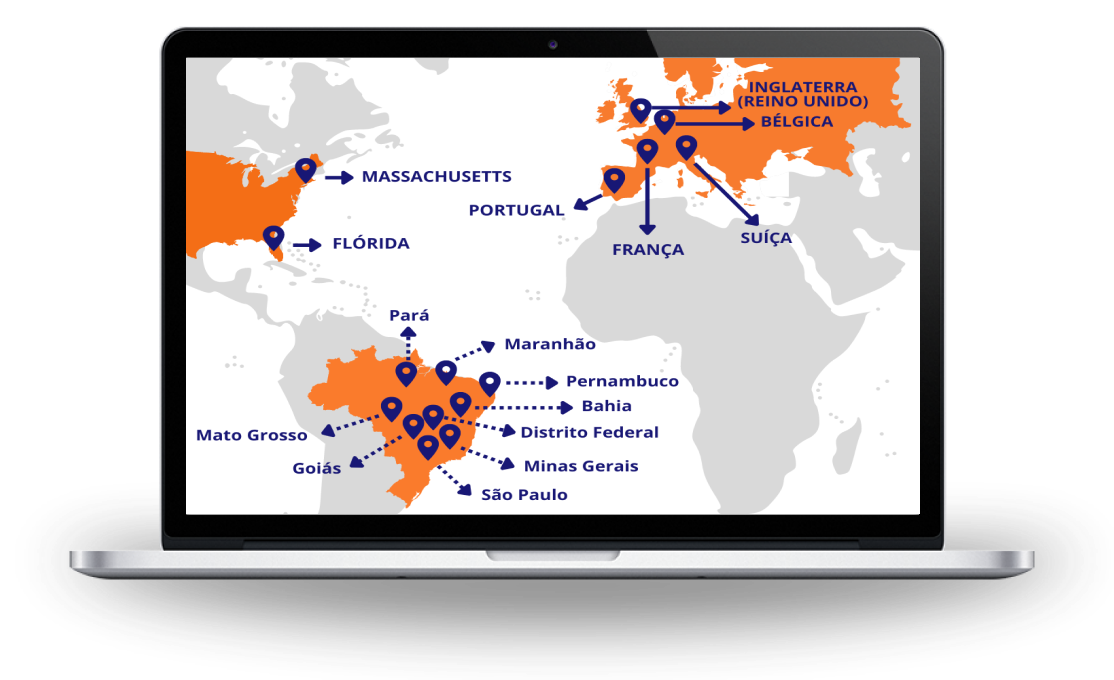 INGLATERRA
(REINO UNIDO)
BÉLGICA
MASSACHUSETTS
PORTUGAL
FLÓRIDA
SUÍÇA
FRANÇA
Pará
Maranhão
Pernambuco
Bahia
Distrito Federal
Mato Grosso
Goiás
Minas Gerais
São Paulo